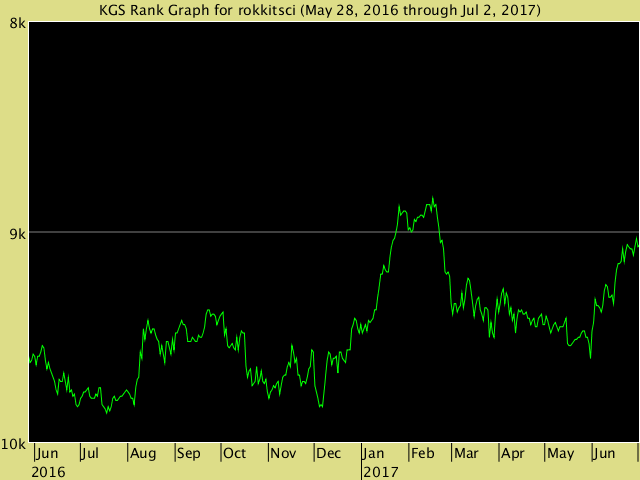 KGS Rank Graph for rokkitsci (May 28, 2016 through Jul 2, 2017)
8k
9k
10k
Jun Jul Aug Sep Oct Nov Dec Jan Feb Mar Apr May Jun
2016 2017